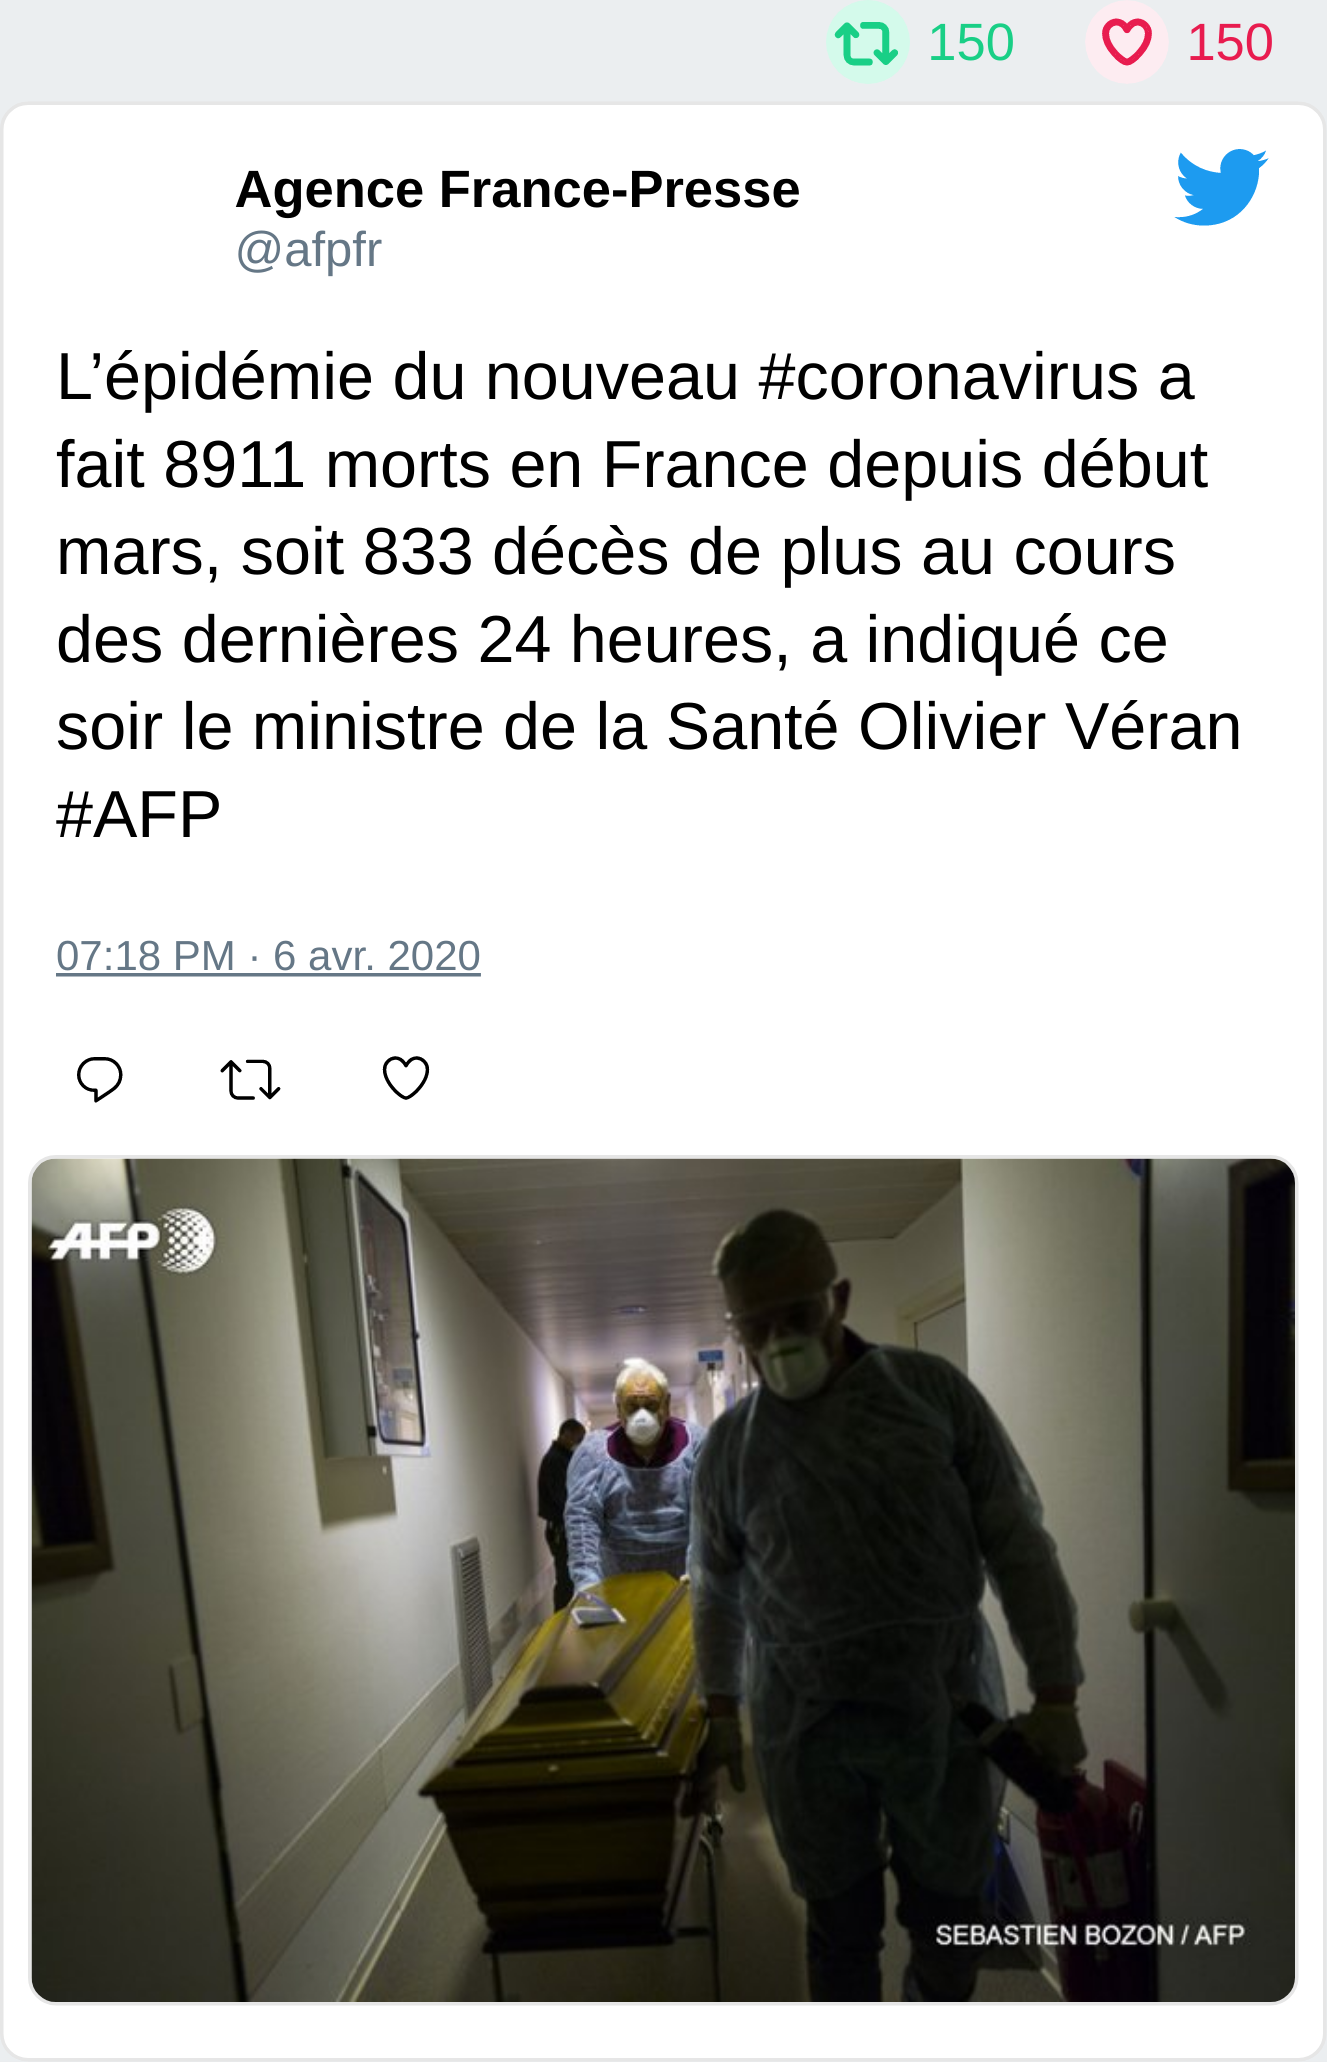 150 150
Agence France-Presse
@afpfr
L’épidémie du nouveau #coronavirus a
fait 8911 morts en France depuis début
mars, soit 833 décès de plus au cours
des dernières 24 heures, a indiqué ce
soir le ministre de la Santé Olivier Véran
#AFP
07:18 PM · 6 avr. 2020
AFP
SEBASTIEN BOZON / AFP